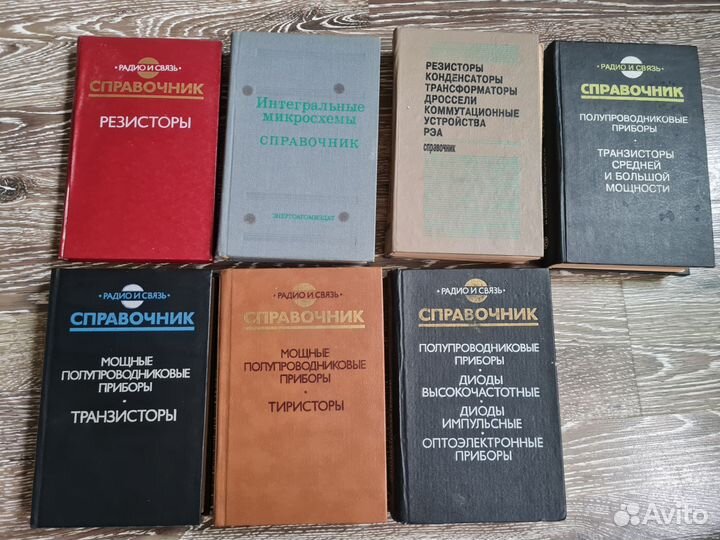 РАДИО И СВЯЗЬ
СПРАВОЧНИК
РЕЗИСТОРЫ
Интегральные
микросхемы
СПРАВОЧНИК
ЭНЕРГОАТОМИЗДАТ
РЕЗИСТОРЫ
КОНДЕНСАТОРЫ
ТРАНСФОРМАТОРЫ
ДРОССЕЛИ
КОММУТАЦИОННЫЕ
УСТРОЙСТВА
РЭА
справочник
РАДИО И СВЯЗЬ
СПРАВОЧНИК
ПОЛУПРОВОДНИКОВЫЕ
ПРИБОРЫ
ТРАНЗИСТОРЫ
СРЕДНЕЙ
И БОЛЬШОЙ
МОЩНОСТИ
РАДИО И СВЯЗЬ
СПРАВОЧНИК
МОЩНЫЕ
ПОЛУПРОВОДНИКОВЫЕ
ПРИБОРЫ
ТРАНЗИСТОРЫ
РАДИО И СВЯЗЬ
СПРАВОЧНИК
МОЩНЫЕ
ПОЛУПРОВОДНИКОВЫЕ
ПРИБОРЫ
ТИРИСТОРЫ
РАДИО И СВЯЗЬ
СПРАВОЧНИК
ПОЛУПРОВОДНИКОВЫЕ
ПРИБОРЫ
ДИОДЫ
ВЫСОКОЧАСТОТНЫЕ
ДИОДЫ
ИМПУЛЬСНЫЕ
ОПТОЭЛЕКТРОННЫЕ
ПРИБОРЫ
Avito